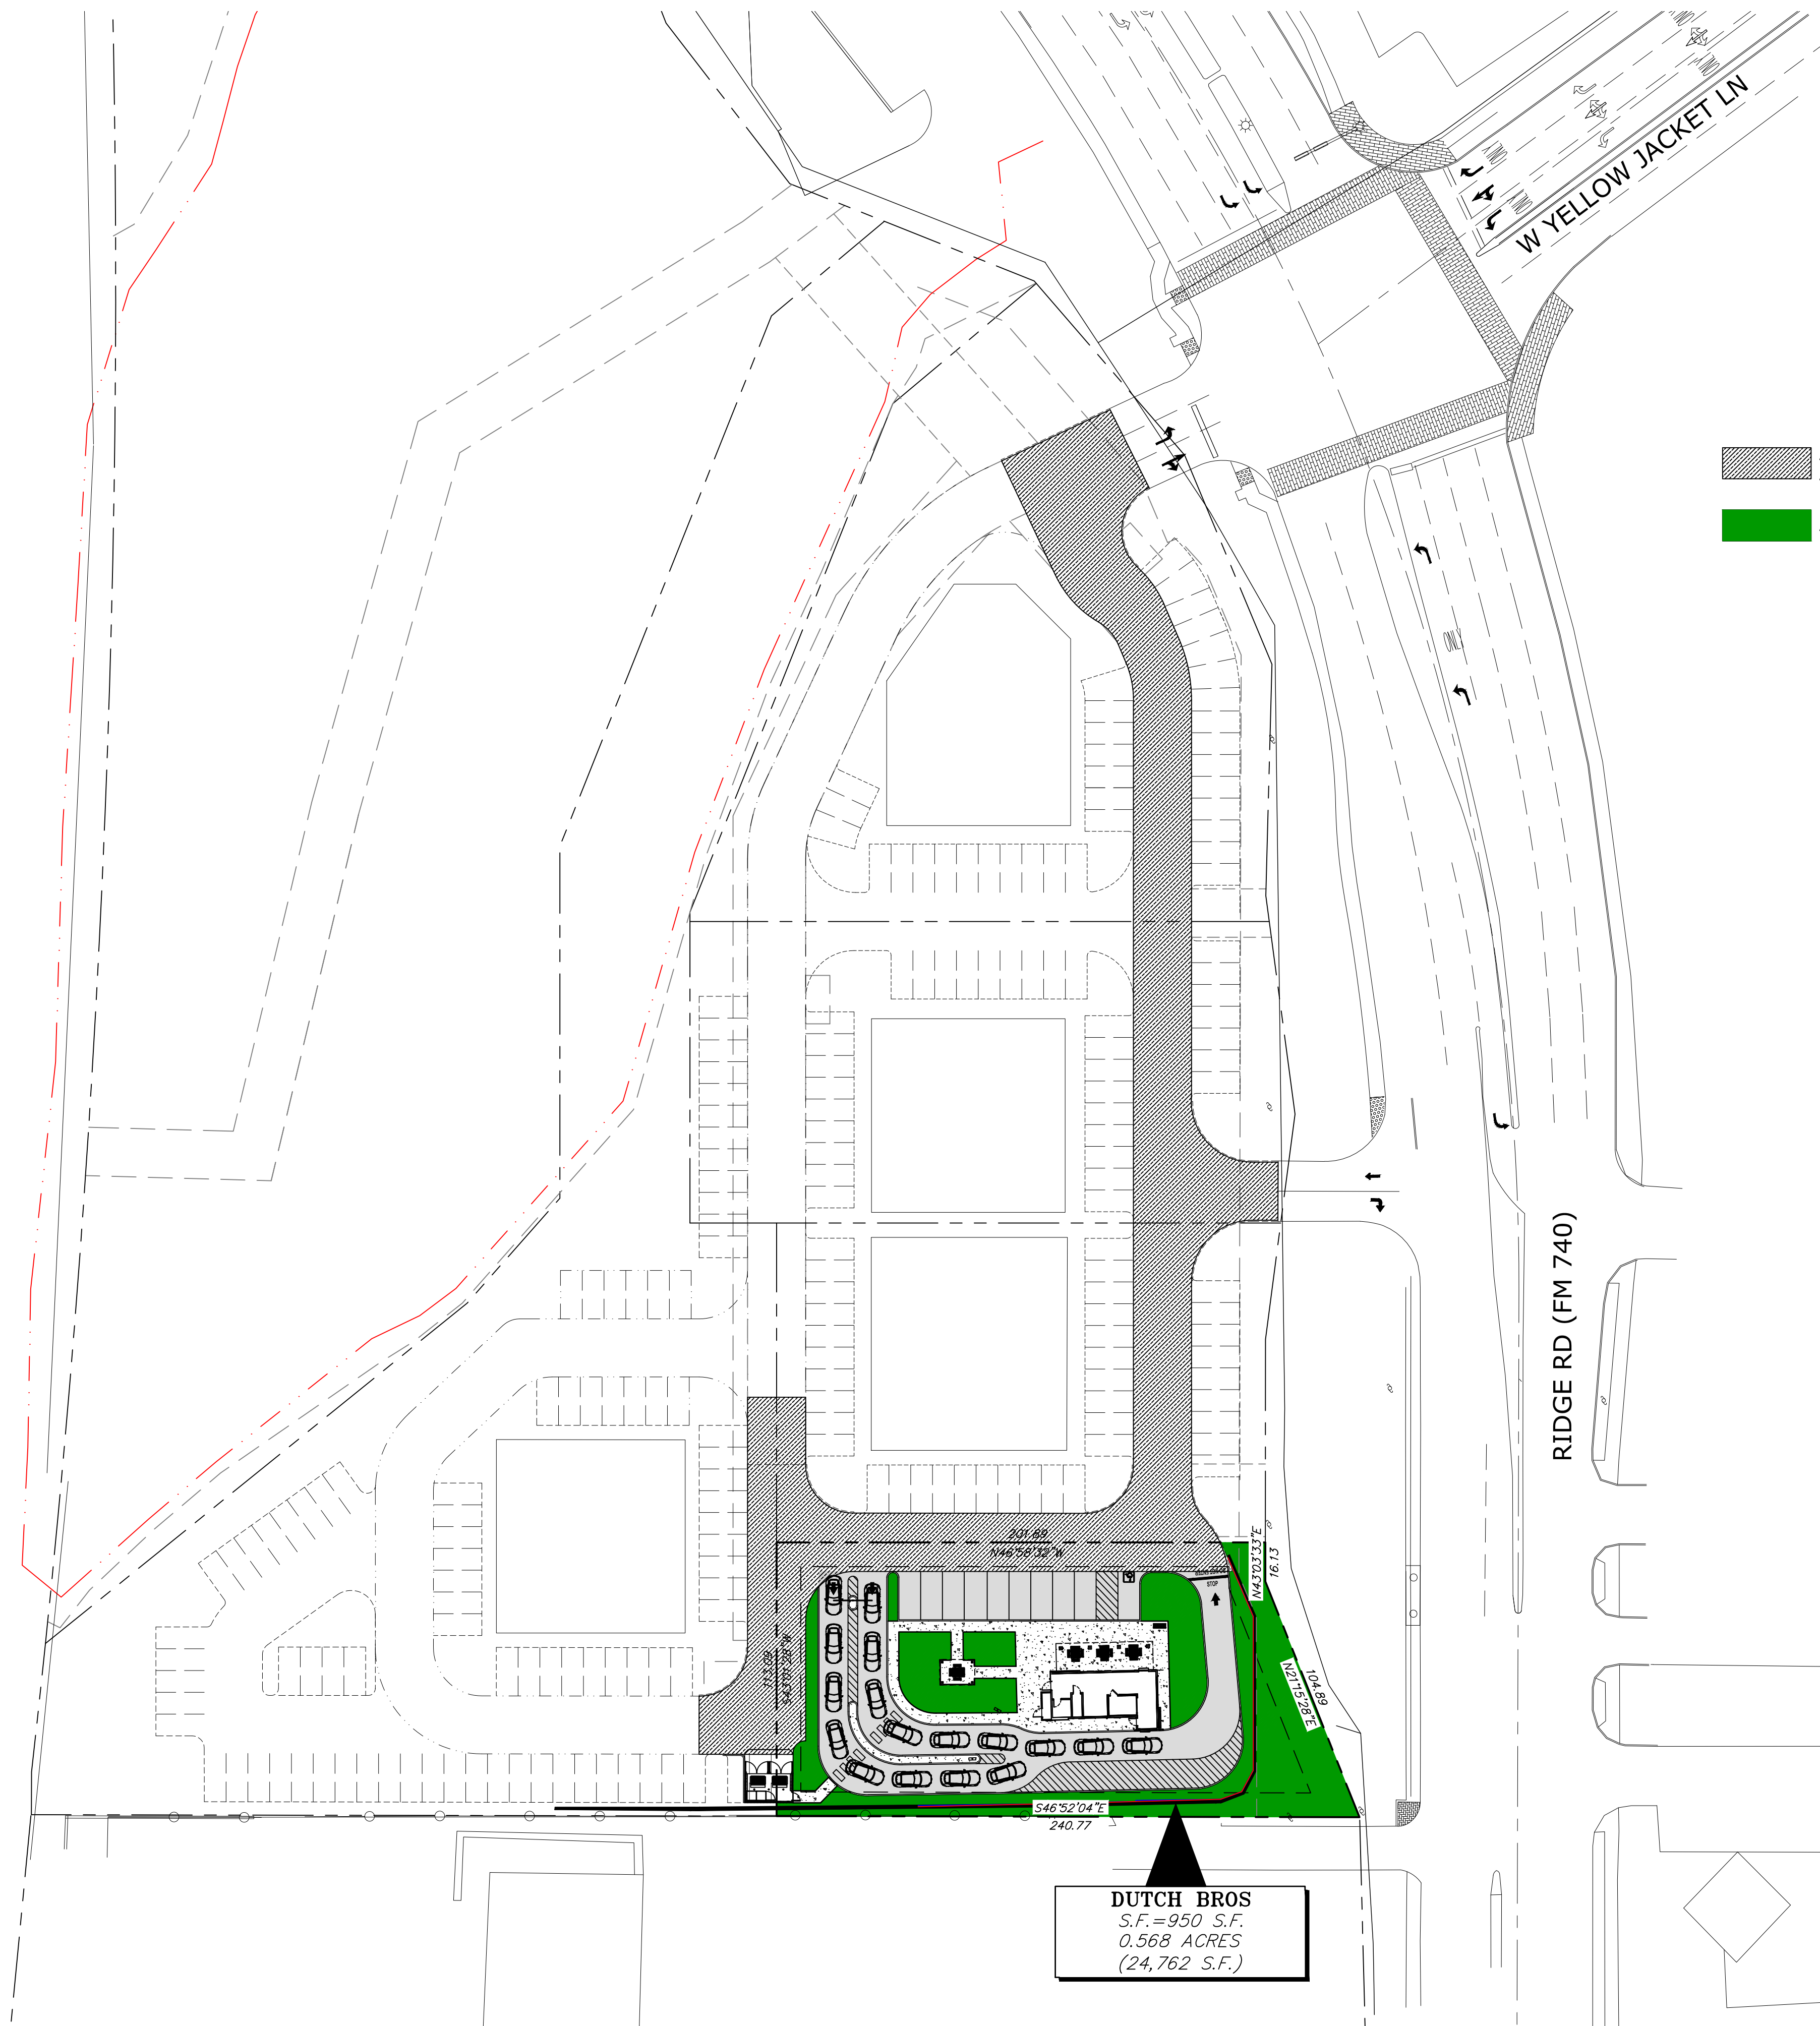 W YELLOW JACKET LN
ONLY
RIDGE RD (FM 740)
201.69
N46°58'32"W
N43°03'33"E
16.13
STOP
113.09
S43°01'28"W
104.89
N21°15'28"E
S46°52'04"E
240.77
DUTCH BROS
S.F.=950 S.F.
0.568 ACRES
(24,762 S.F.)